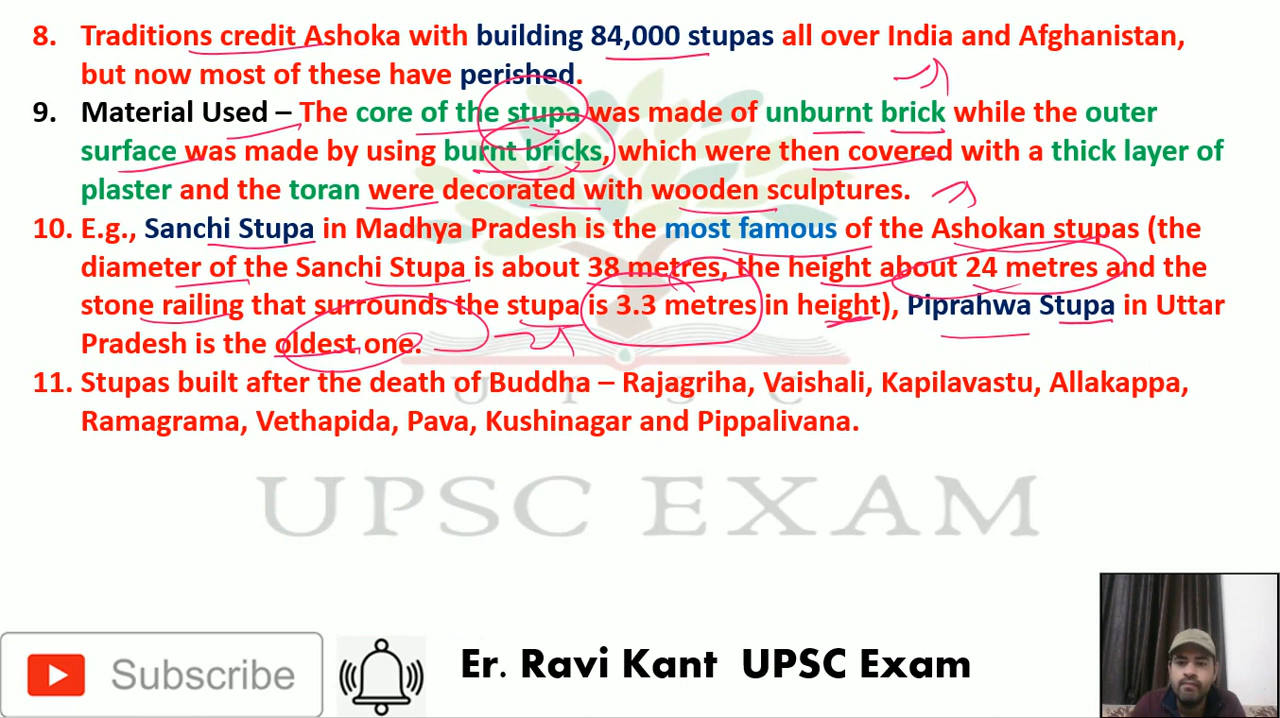 8. Traditions credit Ashoka with building 84,000 stupas all over India and Afghanistan,
but now most of these have perished.
9. Material Used – The core of the stupa was made of unburnt brick while the outer
surface was made by using burnt bricks, which were then covered with a thick layer of
plaster and the toran were decorated with wooden sculptures.
10. E.g., Sanchi Stupa in Madhya Pradesh is the most famous of the Ashokan stupas (the
diameter of the Sanchi Stupa is about 38 metres, the height about 24 metres and the
stone railing that surrounds the stupa is 3.3 metres in height), Piprahwa Stupa in Uttar
Pradesh is the oldest one.
11. Stupas built after the death of Buddha – Rajagriha, Vaishali, Kapilavastu, Allakappa,
Ramagrama, Vethapida, Pava, Kushinagar and Pippalivana.
UPSC
UPSC EXAM
Subscribe
Er. Ravi Kant UPSC Exam